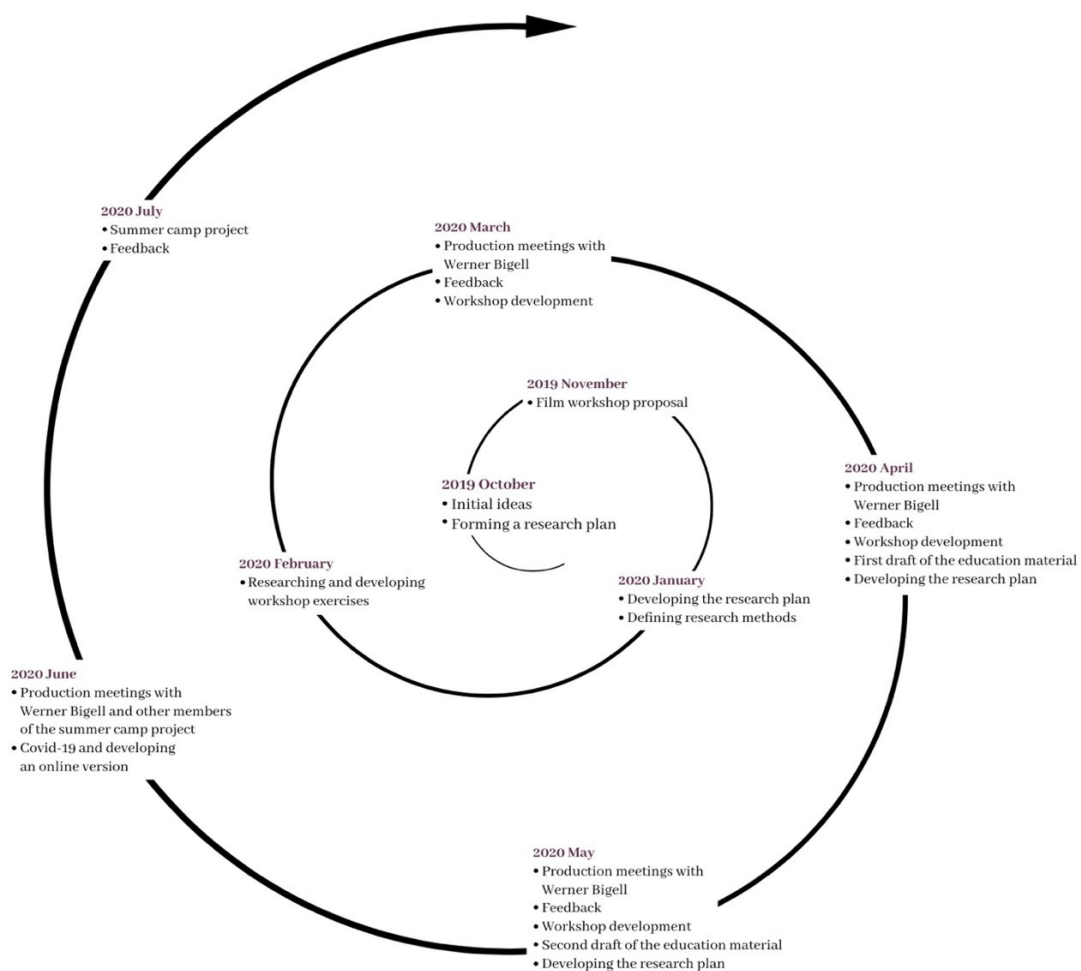 2020 July
• Summer camp project
• Feedback
2020 March
• Production meetings with
Werner Bigell
• Feedback
• Workshop development
2019 November
• Film workshop proposal
2019 October
• Initial ideas
• Forming a research plan
2020 April
• Production meetings with
Werner Bigell
• Feedback
• Workshop development
• First draft of the education material
• Developing the research plan
2020 February
• Researching and developing
workshop exercises
2020 January
• Developing the research plan
• Defining research methods
2020 June
• Production meetings with
Werner Bigell and other members
of the summer camp project
• Covid-19 and developing
an online version
2020 May
• Production meetings with
Werner Bigell
• Feedback
• Workshop development
• Second draft of the education material
• Developing the research plan